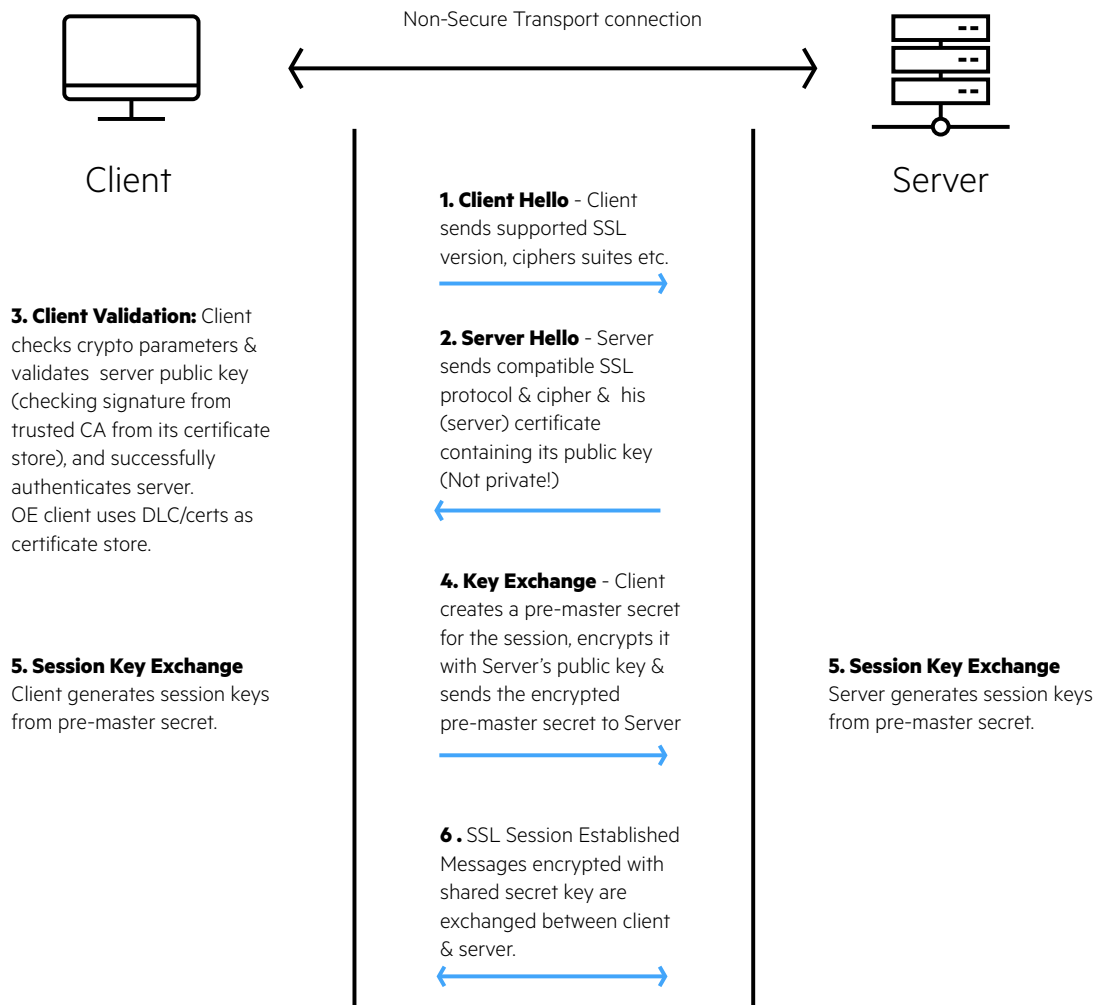 Non-Secure Transport connection
Client
Server
1. Client Hello - Client
sends supported SSL
version, ciphers suites etc.
2. Server Hello - Server
sends compatible SSL
protocol & cipher & his
(server) certificate
containing its public key
(Not private!)
3. Client Validation: Client
checks crypto parameters &
validates server public key
(checking signature from
trusted CA from its certificate
store), and successfully
authenticates server.
OE client uses DLC/certs as
certificate store.
4. Key Exchange - Client
creates a pre-master secret
for the session, encrypts it
with Server's public key &
sends the encrypted
pre-master secret to Server
5. Session Key Exchange
Client generates session keys
from pre-master secret.
5. Session Key Exchange
Server generates session keys
from pre-master secret.
6 . SSL Session Established
Messages encrypted with
shared secret key are
exchanged between client
& server.